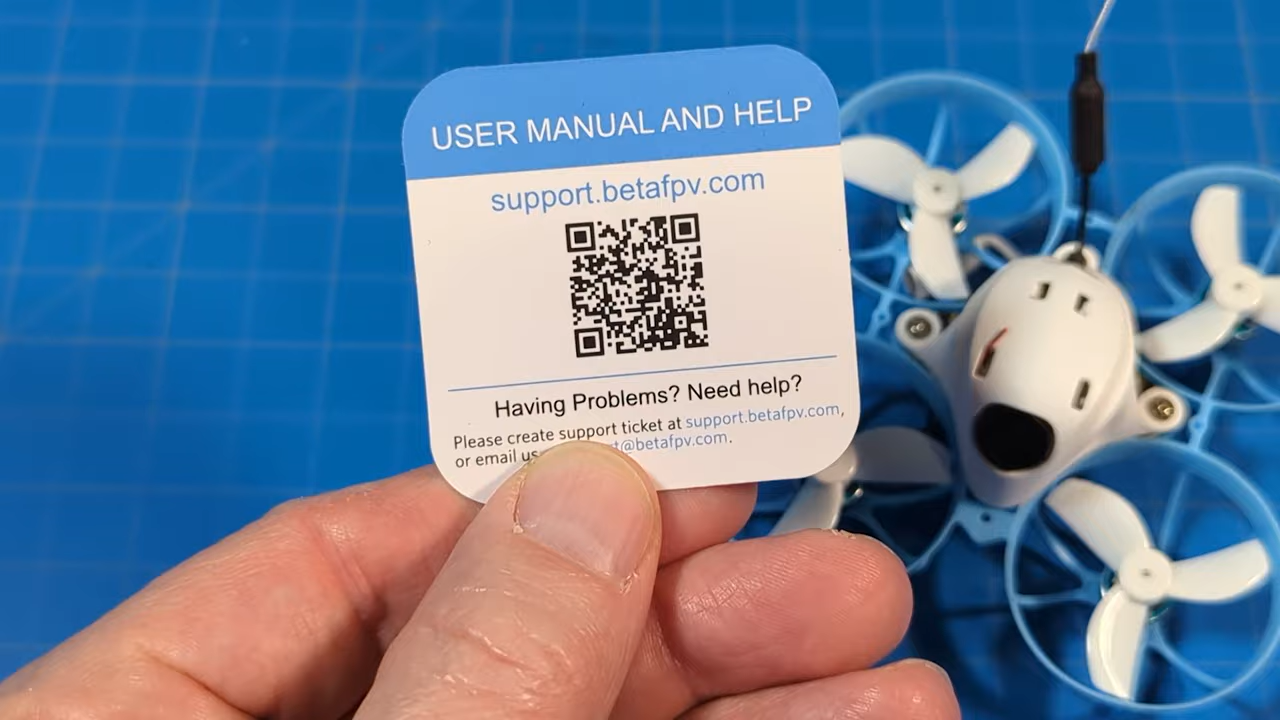 USER MANUAL AND HELP
support.betafpv.com
Having Problems? Need help?
Please create support ticket at support.betafpv.com,
or email us t@betafpv.com.